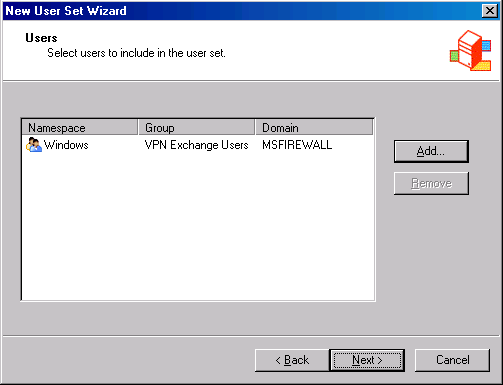 New User Set Wizard
Users
Select users to include in the user set.
Namespace Group Domain
Windows VPN Exchange Users MSFIREWALL
Add...
Remove
< Back Next > Cancel